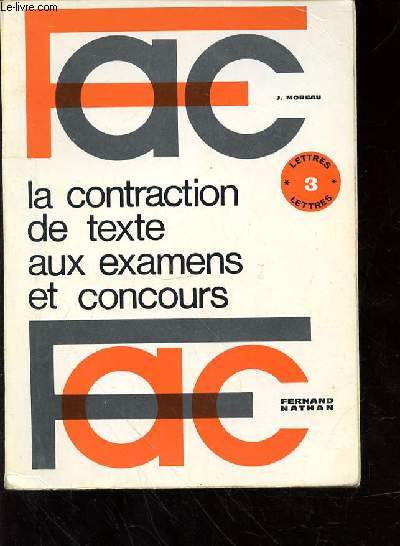 Le-livre.com
Fac
J. MOREAU
LETTRES
* 3 *
LETTRES
la contraction
de texte
aux examens
et concours
Fac
FERNAND
NATHAN